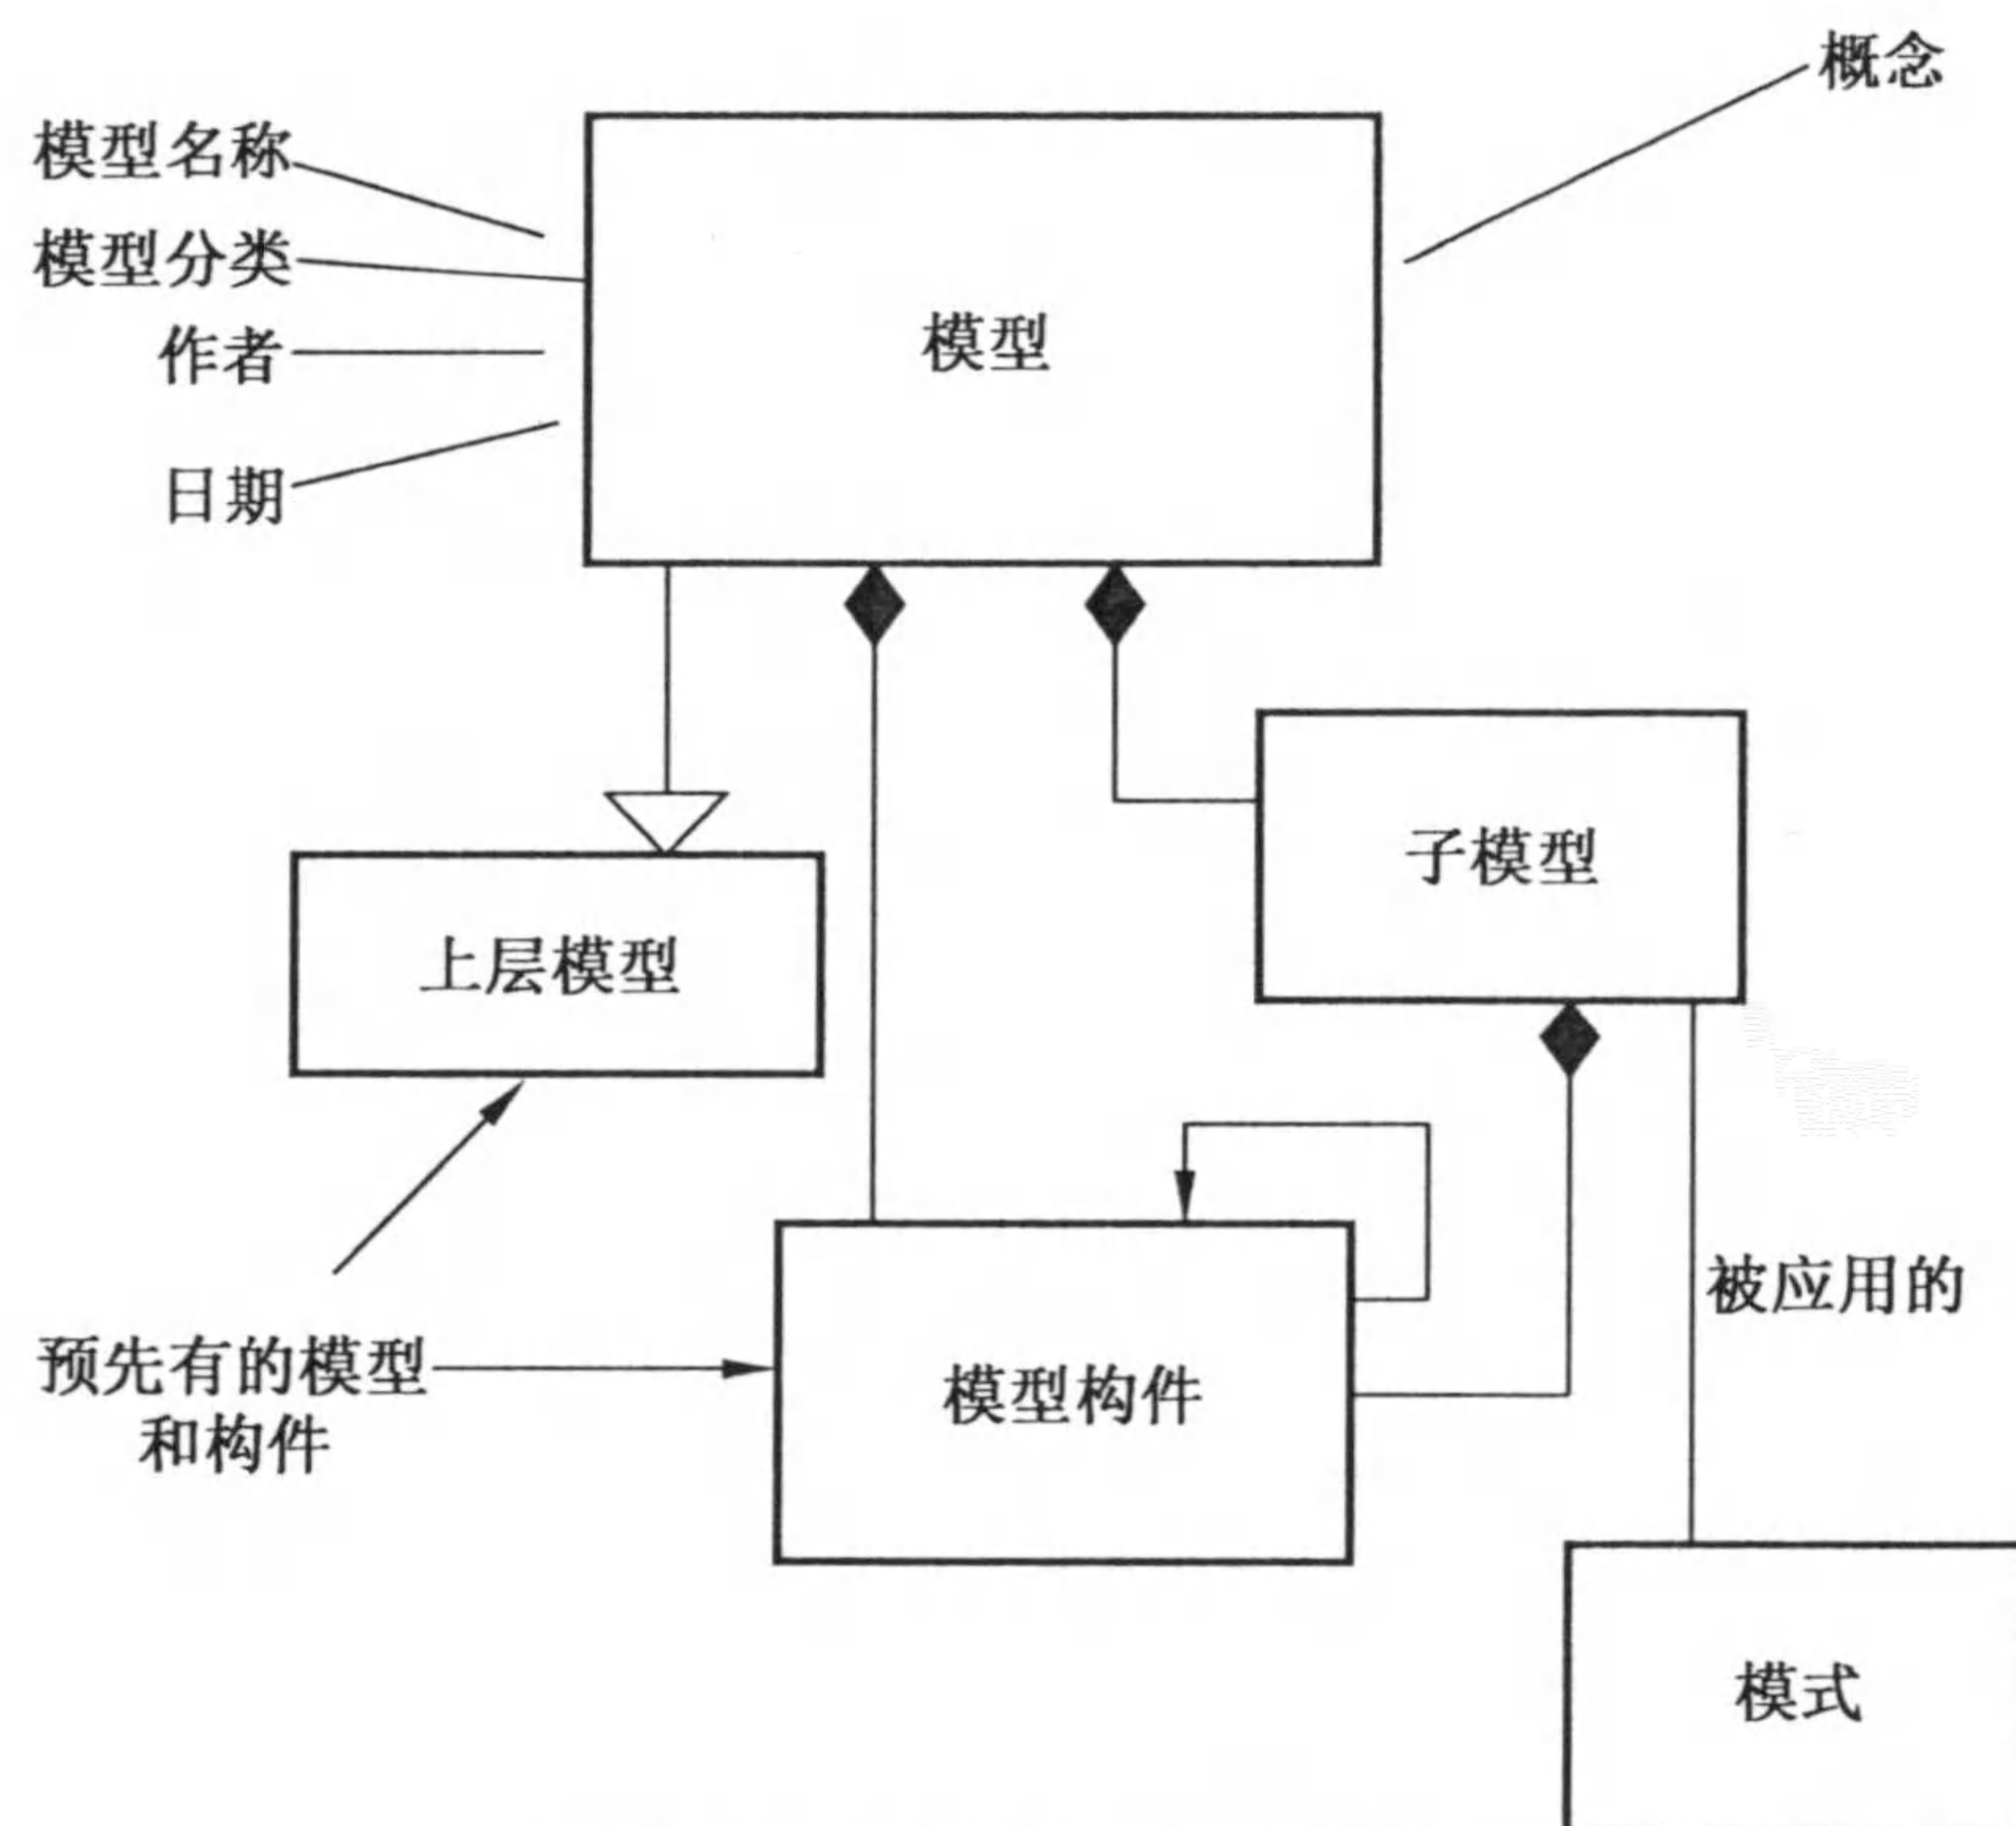 概念
模型名称
模型分类
作者
日期
模型
子模型
上层模型
被应用的
预先有的模型
和构件
模型构件
模式